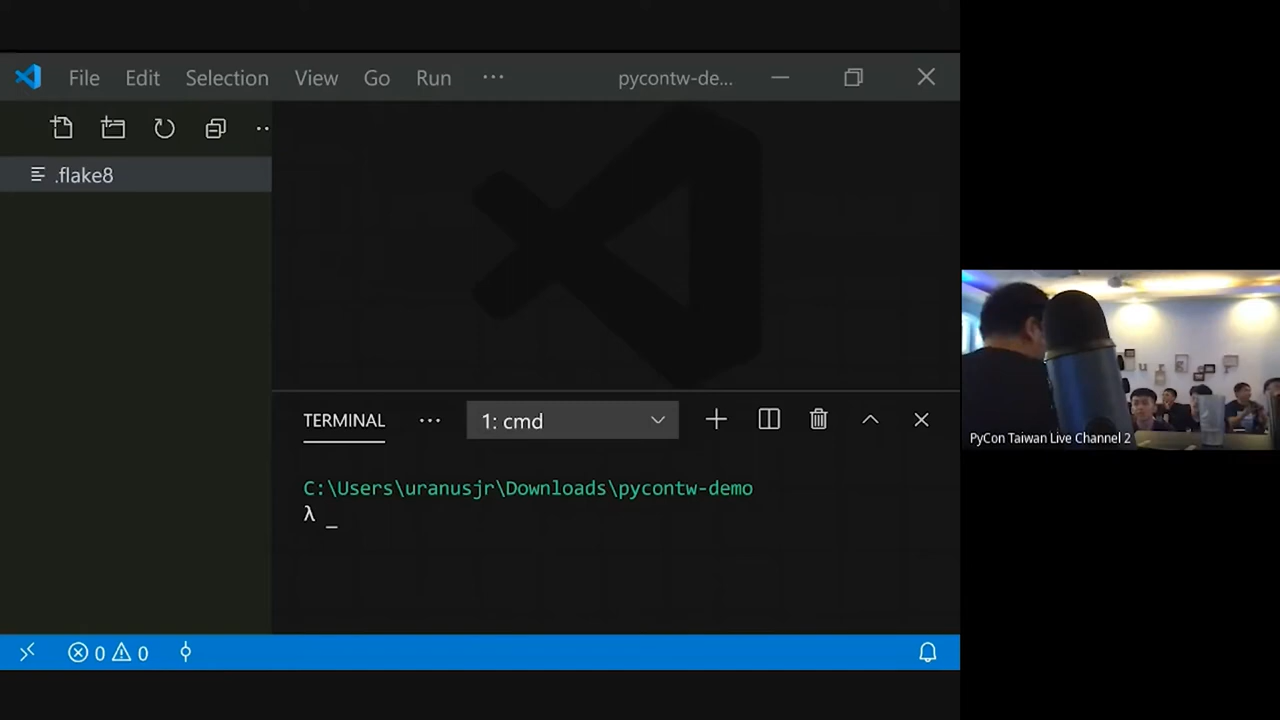 File Edit Selection View Go Run ··· pycontw-de...
.flake8
TERMINAL ··· 1: cmd
C:\Users\uranusjr\Downloads\pycontw-demo
λ _
0 0
PyCon Taiwan Live Channel 2